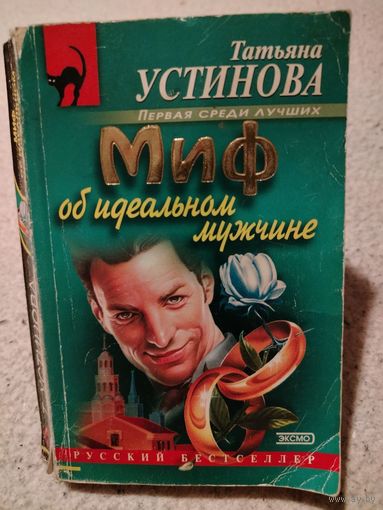 Татьяна
УСТИНОВА
ПЕРВАЯ СРЕДИ ЛУЧШИХ
Миф
об идеальном
мужчине
ЭКСМО
РУССКИЙ БЕСТСЕЛЛЕР